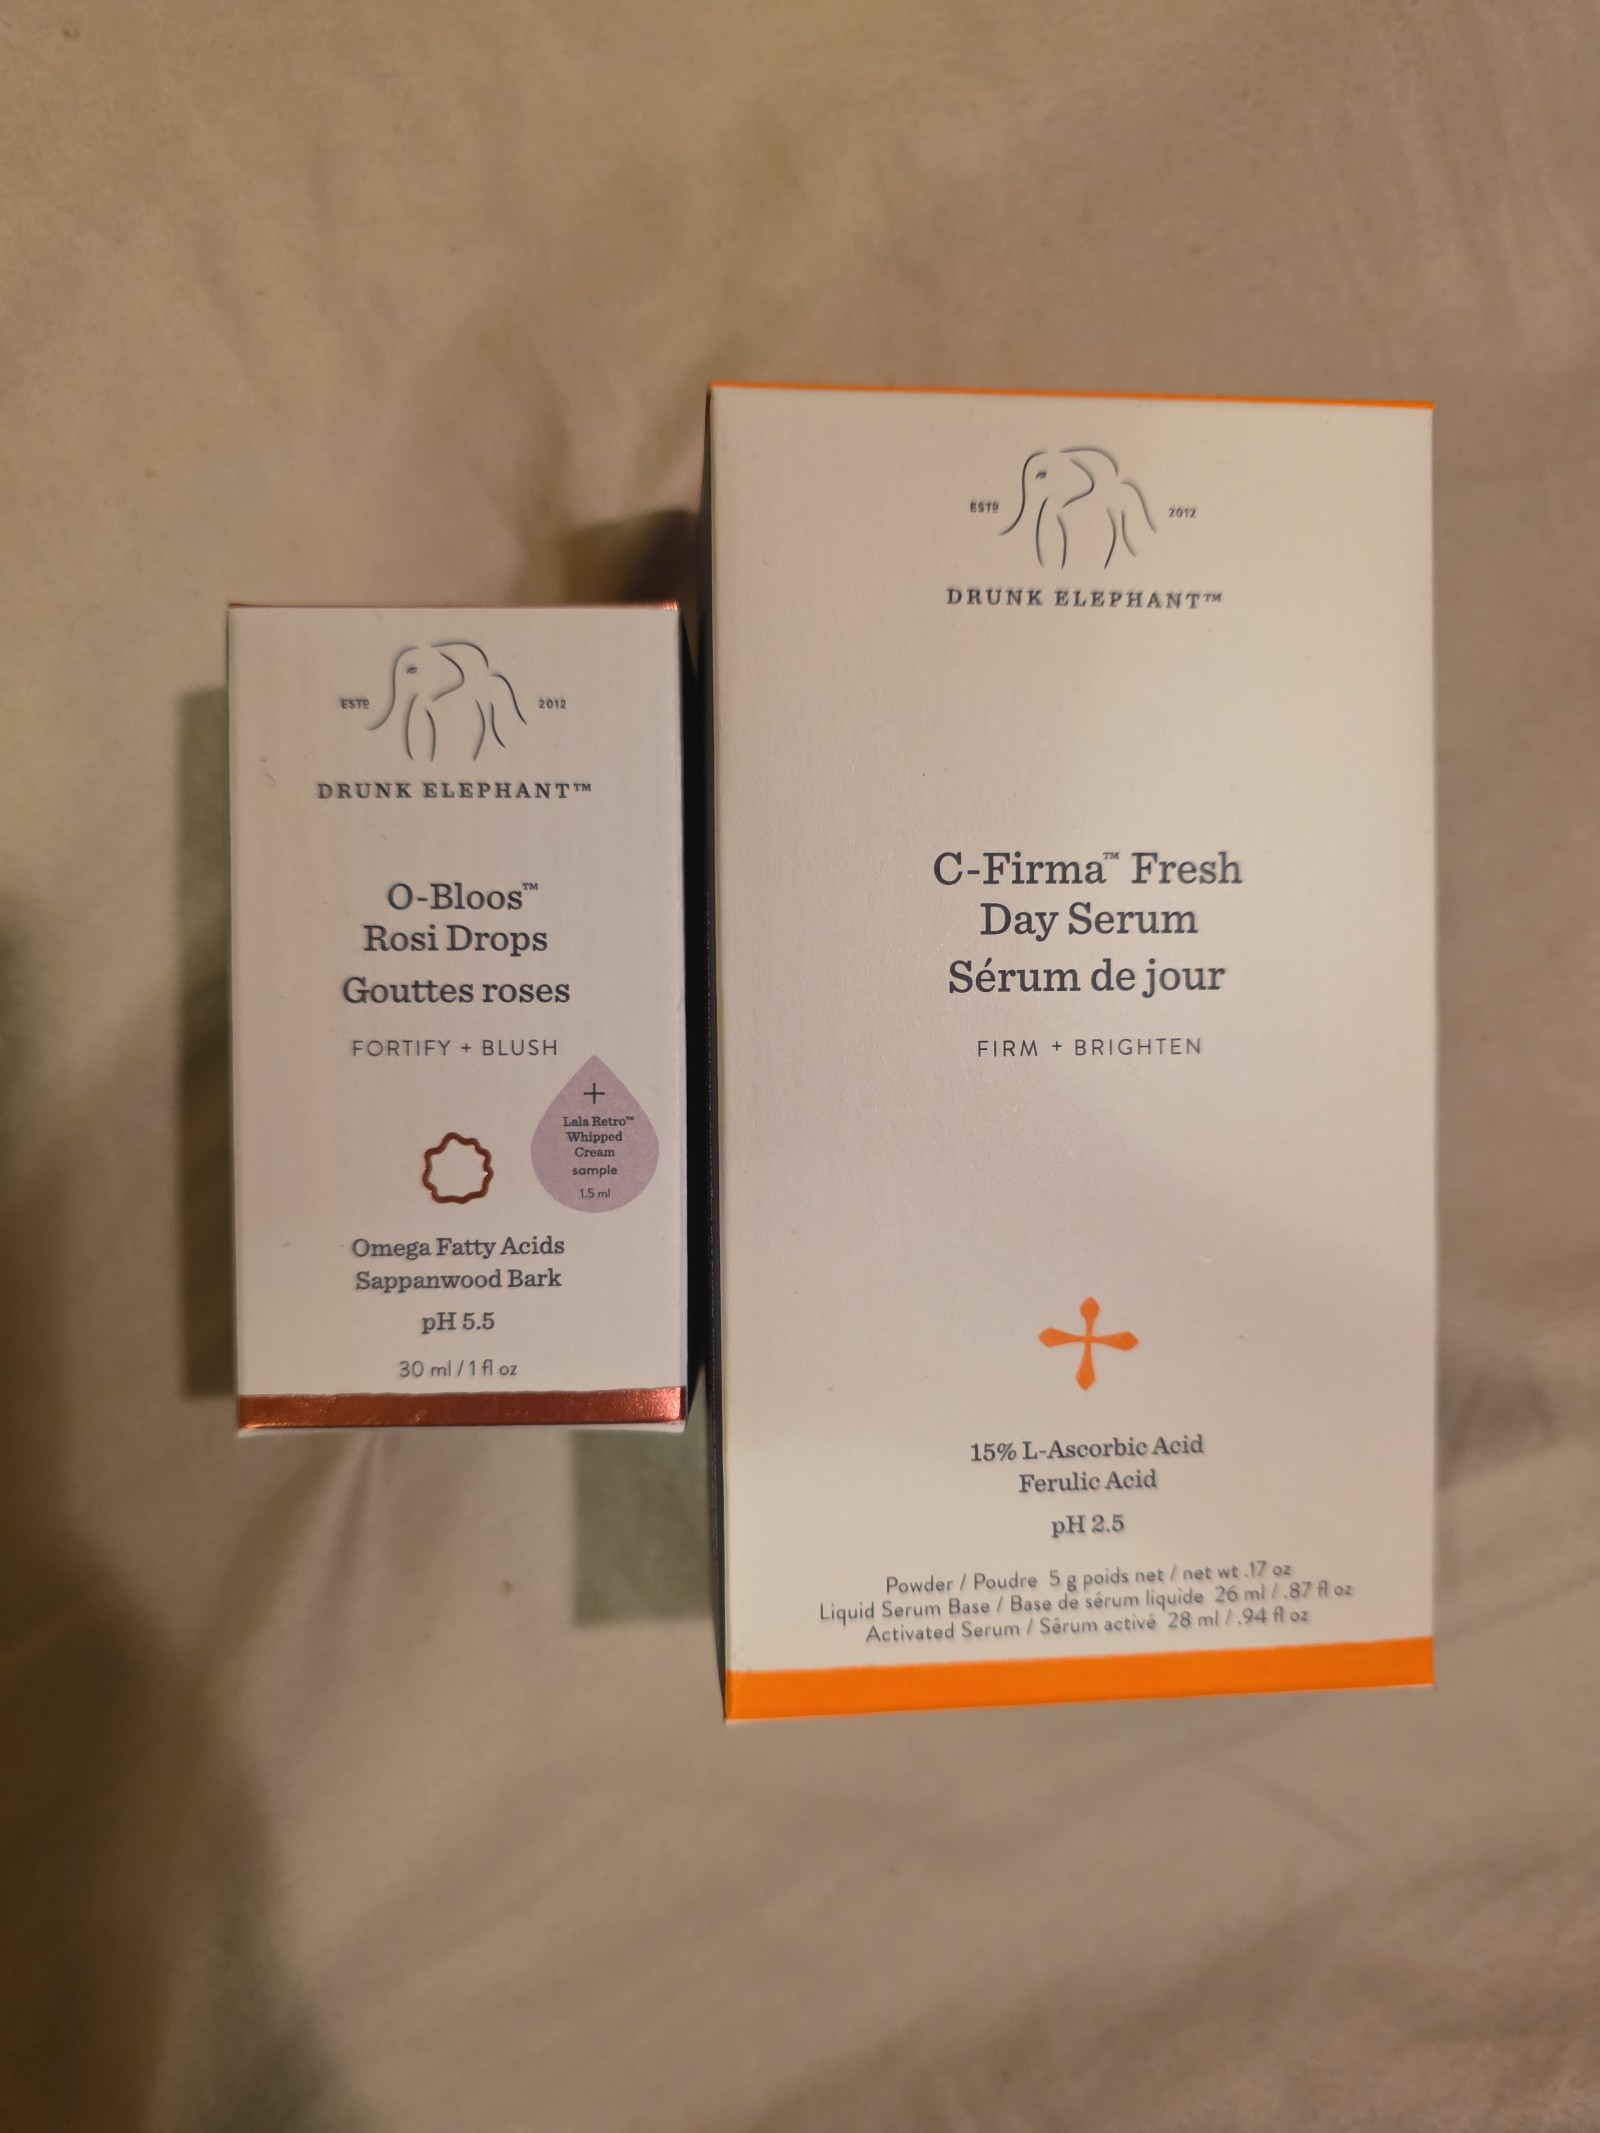 ESTD 2012
DRUNK ELEPHANT™
O-Bloos™
Rosi Drops
Gouttes roses
FORTIFY + BLUSH
+
Lala Retro™
Whipped
Cream
sample
1.5 ml
Omega Fatty Acids
Sappanwood Bark
pH 5.5
30 ml / 1 fl oz
ESTD 2012
DRUNK ELEPHANT™
C-Firma™ Fresh
Day Serum
Sérum de jour
FIRM + BRIGHTEN
15% L-Ascorbic Acid
Ferulic Acid
pH 2.5
Powder / Poudre 5 g poids net / net wt .17 oz
Liquid Serum Base / Base de sérum liquide 26 ml / .87 fl oz
Activated Serum / Sérum activé 28 ml / .94 fl oz